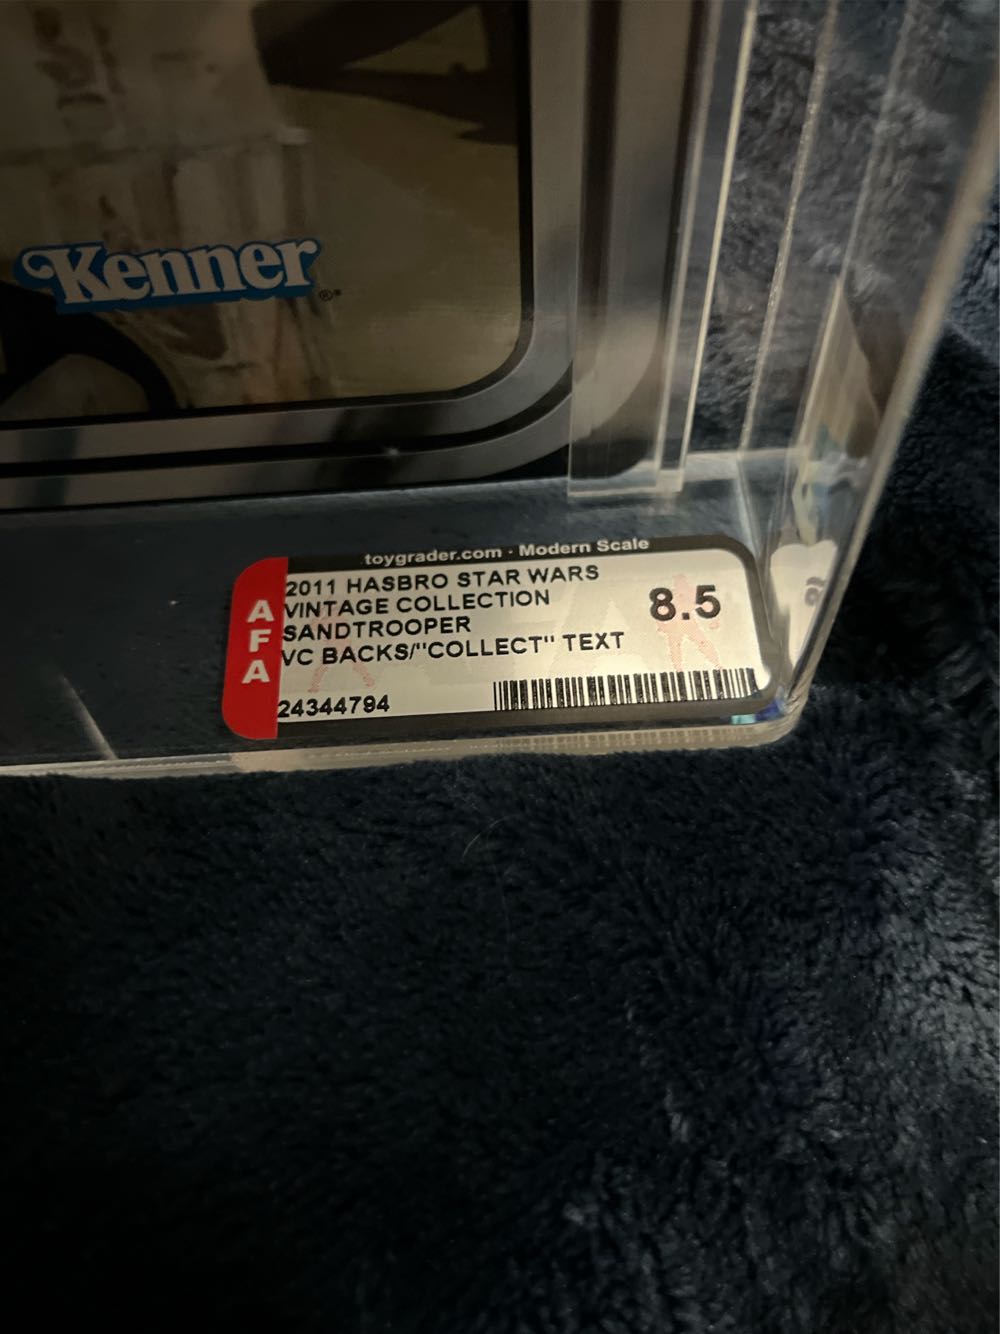 Kenner®
toygrader.com · Modern Scale
AFA
2011 HASBRO STAR WARS
VINTAGE COLLECTION
SANDTROOPER
VC BACKS/"COLLECT" TEXT
8.5
24344794